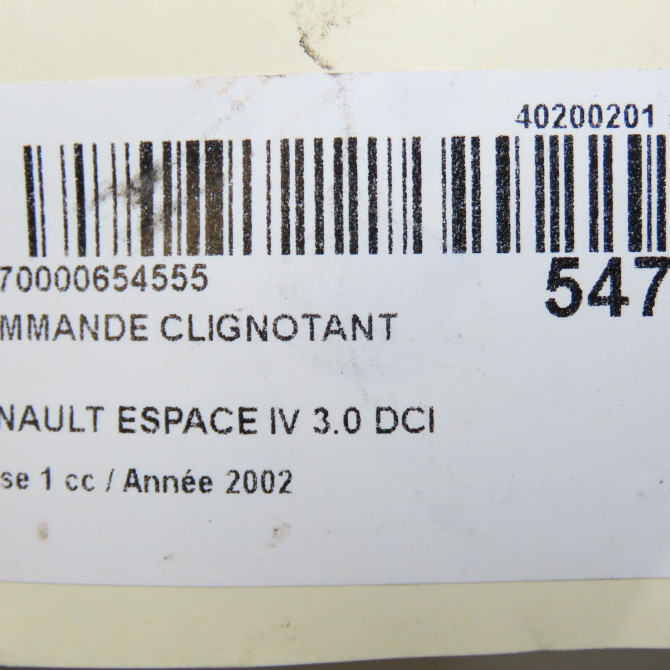 40200201
70000654555
547
MMANDE CLIGNOTANT
NAULT ESPACE IV 3.0 DCI
se 1 cc / Année 2002